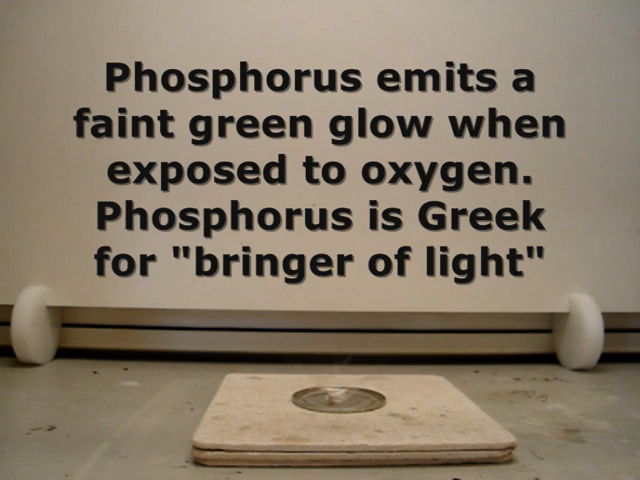 Phosphorus emits a
faint green glow when
exposed to oxygen.
Phosphorus is Greek
for "bringer of light"